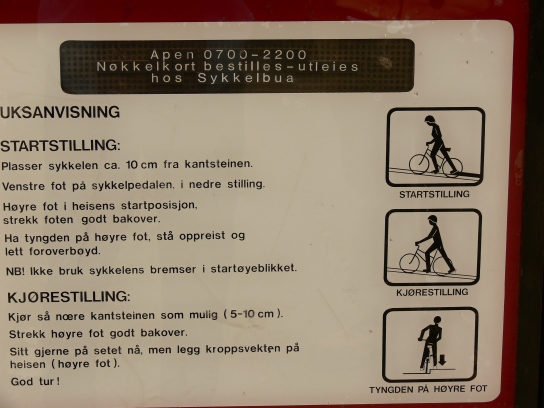 Apen 0700-2200
Nøkkelkort bestilles-utleies
hos Sykkelbua
UKSANVISNING
STARTSTILLING:
Plasser sykkelen ca. 10 cm fra kantsteinen.
Venstre fot på sykkelpedalen, i nedre stilling.
Høyre fot i heisens startposisjon,
strekk foten godt bakover.
Ha tyngden på høyre fot, stå oppreist og
lett foroverbøyd.
NB! Ikke bruk sykkelens bremser i startøyeblikket.
KJØRESTILLING:
Kjør så nœre kantsteinen som mulig (5-10 cm).
Strekk høyre fot godt bakover.
Sitt gjerne på setet nå, men legg kroppsvekten på
heisen (høyre fot).
God tur!
STARTSTILLING
KJØRESTILLING
TYNGDEN PÅ HØYRE FOT